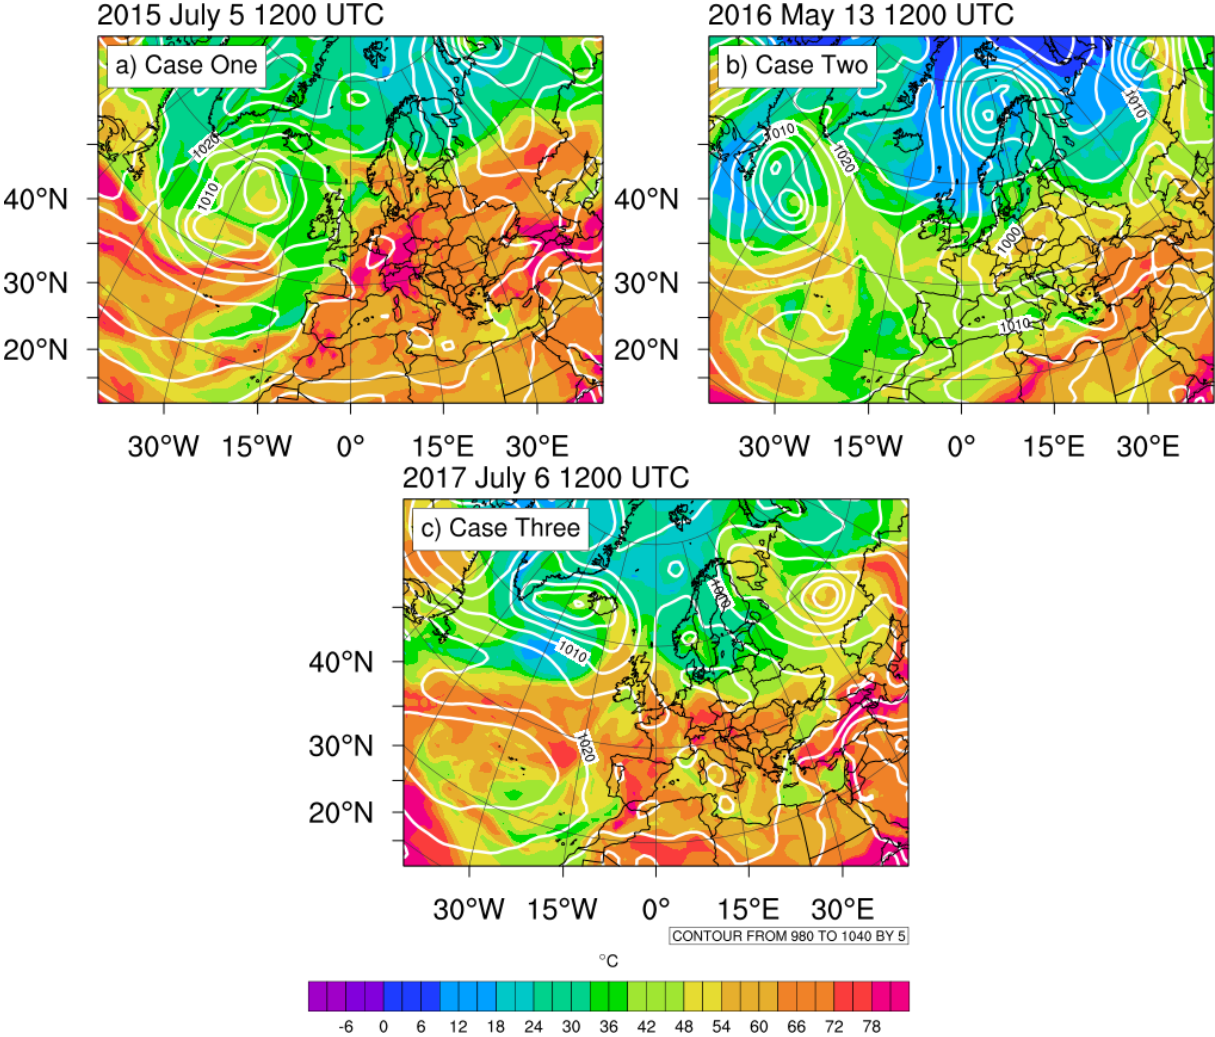 2015 July 5 1200 UTC
2016 May 13 1200 UTC
a) Case One
b) Case Two
1020
1010
1010
1020
1010
1000
1010
40°N
30°N
20°N
40°N
30°N
20°N
30°W 15°W 0° 15°E 30°E
30°W 15°W 0° 15°E 30°E
2017 July 6 1200 UTC
c) Case Three
1010
1010
1020
40°N
30°N
20°N
30°W 15°W 0° 15°E 30°E
CONTOUR FROM 980 TO 1040 BY 5
°C
-6 0 6 12 18 24 30 36 42 48 54 60 66 72 78